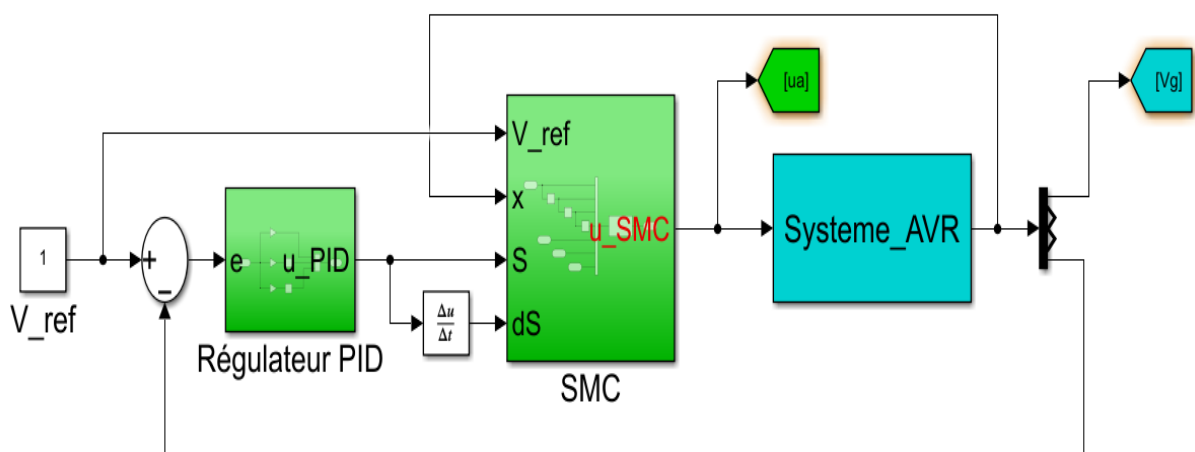 [ua]
[Vg]
V_ref
x
u_SMC
S
dS
SMC
Systeme_AVR
1
V_ref
+
−
e
u_PID
Régulateur PID
Δu
Δt